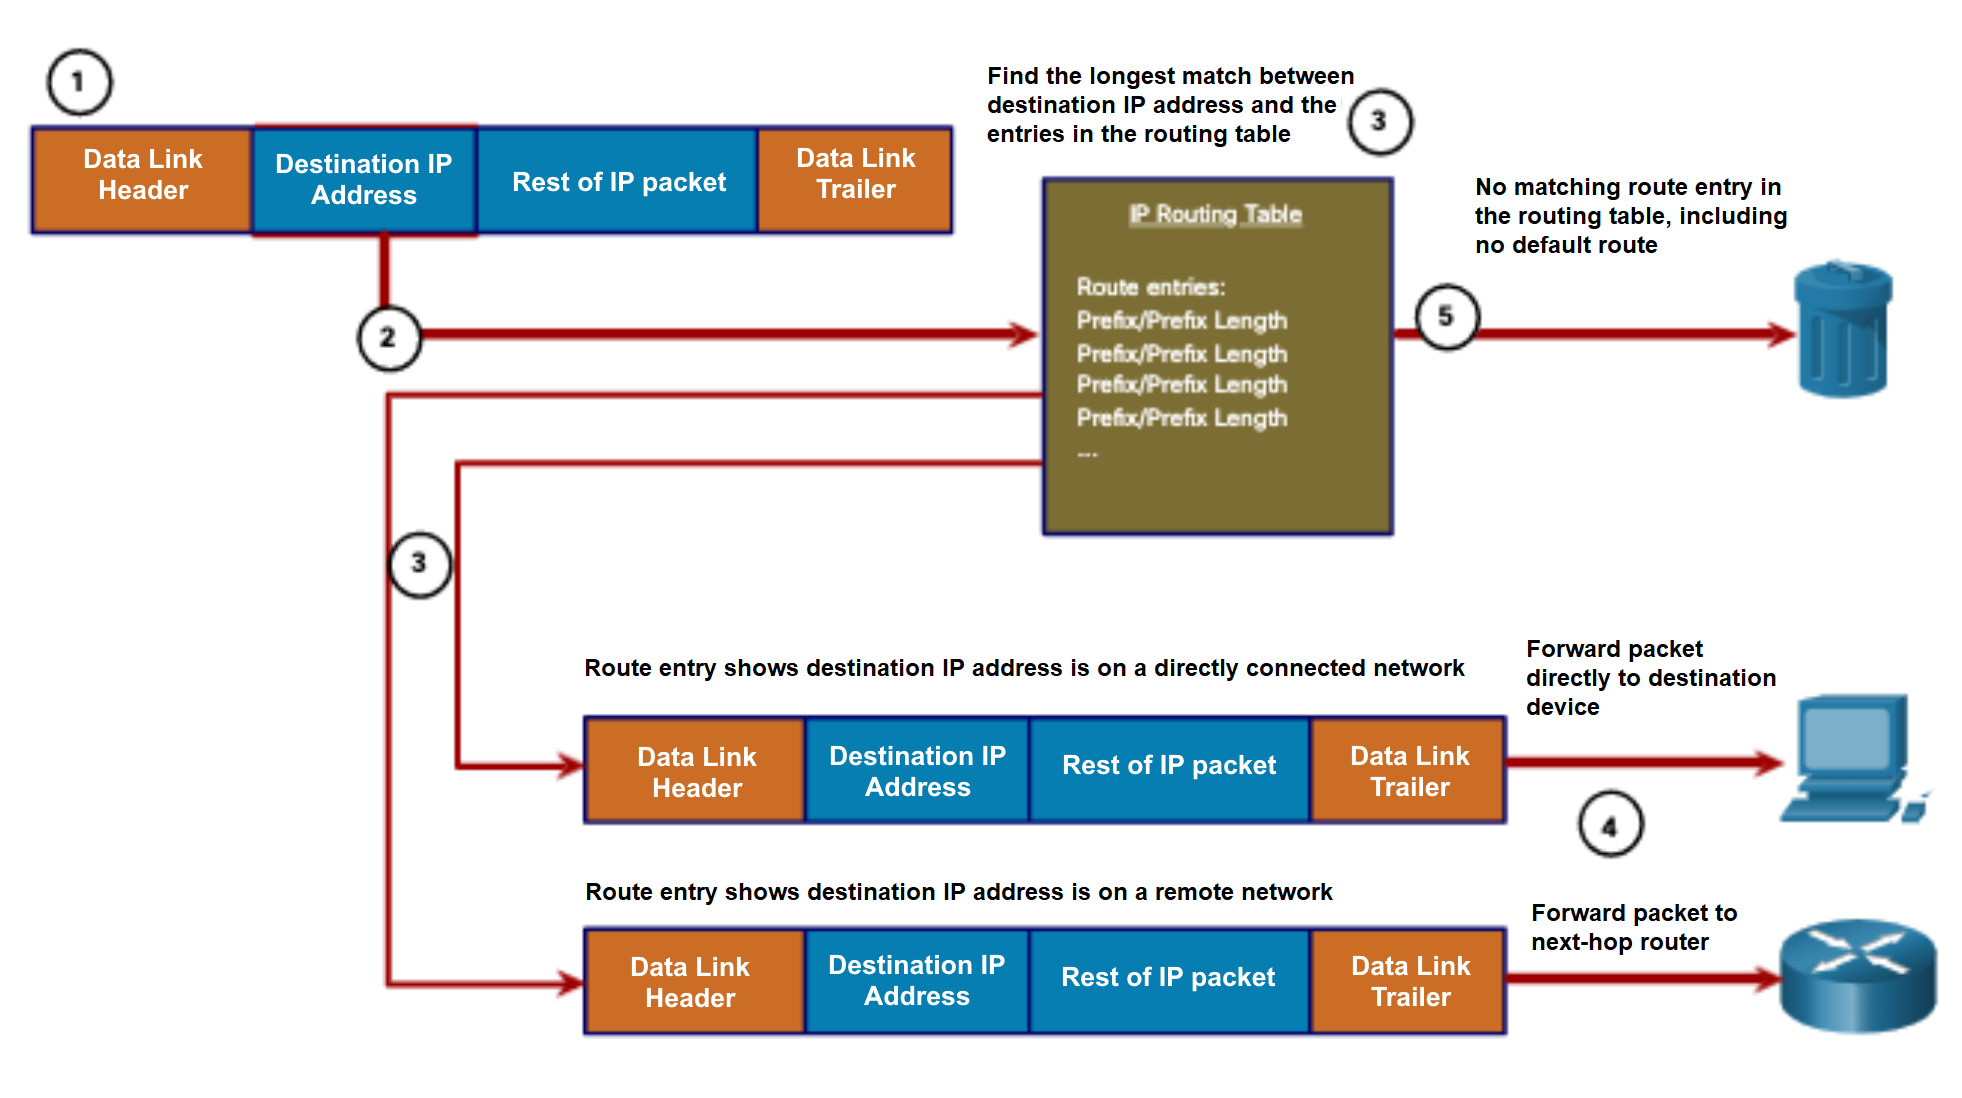 1
Data Link
Header
Destination IP
Address
Rest of IP packet
Data Link
Trailer
Find the longest match between
destination IP address and the
entries in the routing table
3
2
IP Routing Table
Route entries:
Prefix/Prefix Length
Prefix/Prefix Length
Prefix/Prefix Length
Prefix/Prefix Length
...
No matching route entry in
the routing table, including
no default route
5
3
Route entry shows destination IP address is on a directly connected network
Data Link
Header
Destination IP
Address
Rest of IP packet
Data Link
Trailer
Forward packet
directly to destination
device
4
Route entry shows destination IP address is on a remote network
Data Link
Header
Destination IP
Address
Rest of IP packet
Data Link
Trailer
Forward packet to
next-hop router